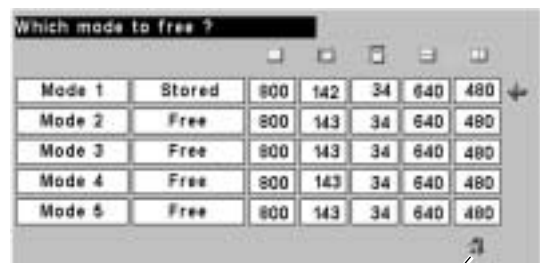 Which mode to free ?
Mode 1 Stored 800 142 34 640 480
Mode 2 Free 800 143 34 640 480
Mode 3 Free 800 143 34 640 480
Mode 4 Free 800 143 34 640 480
Mode 5 Free 800 143 34 640 480